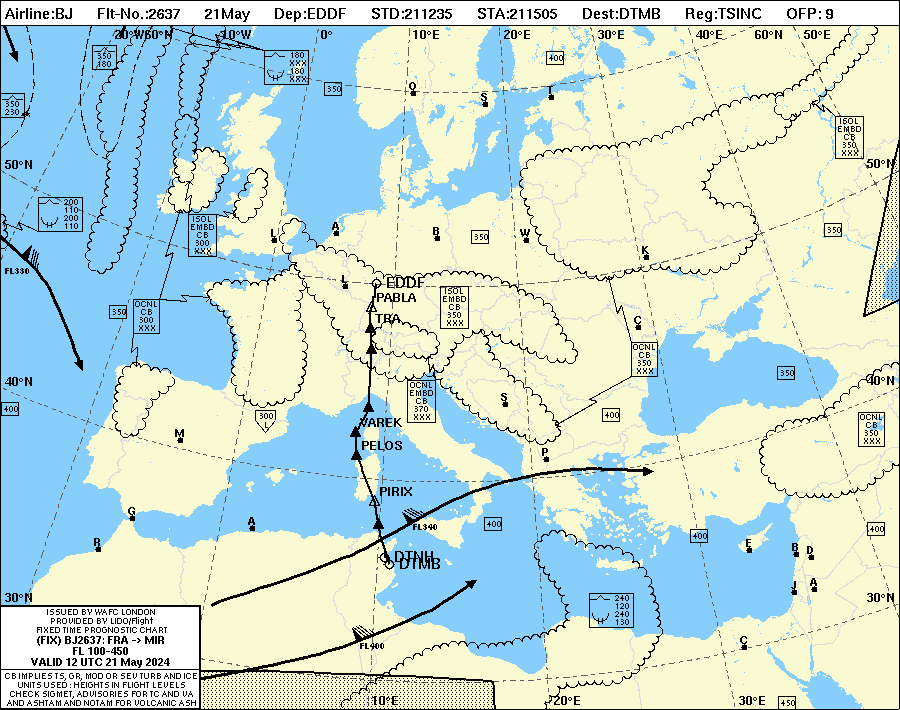 Airline:BJ Flt-No.:2637 21May Dep:EDDF STD:211235 STA:211505 Dest:DTMB Reg:TSINC OFP: 9
60°N 10°W 0° 10°E 20°E 30°E 40°E 60°N 50°E
350
180
180
XXX
180
XXX
400
350
350
230
O
S
T
ISOL
EMBD
CB
350
XXX
50°N
50°N
200
110
200
110
ISOL
EMBD
CB
300
XXX
L
A
B
350
W
350
K
FL330
L
EDDF
PABLA
TRA
ISOL
EMBD
CB
350
XXX
350
OCNL
CB
300
XXX
C
OCNL
CB
350
XXX
350
40°N
40°N
400
OCNL
EMBD
CB
370
XXX
S
300
400
OCNL
CB
350
XXX
M
VAREK
PELOS
P
PIRIX
G
A
FL340
400
400
400
R
E
B
D
DTNH
DTMB
J
A
30°N
30°N
240
120
240
130
FL400
C
10°E
20°E
30°E
450
ISSUED BY WAFC LONDON
PROVIDED BY LIDO/Flight
FIXED TIME PROGNOSTIC CHART
(FIX) BJ2637: FRA -> MIR
FL 100-450
VALID 12 UTC 21 May 2024
CB IMPLIES TS, GR, MOD OR SEV TURB AND ICE
UNITS USED : HEIGHTS IN FLIGHT LEVELS
CHECK SIGMET, ADVISORIES FOR TC AND VA
AND ASHTAM AND NOTAM FOR VOLCANIC ASH